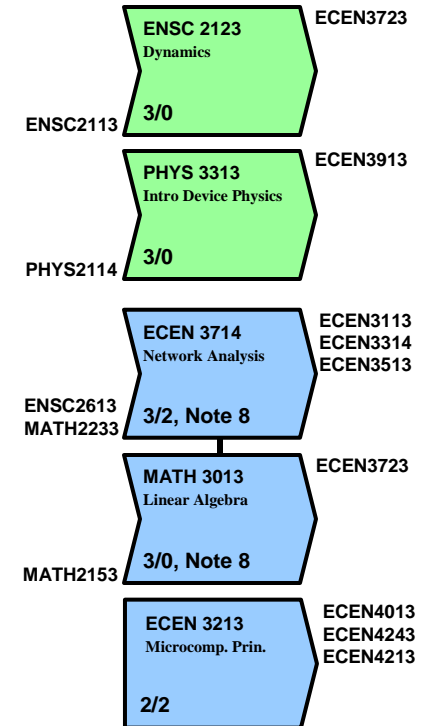 ENSC 2123
Dynamics
3/0
ECEN3723
ENSC2113
PHYS 3313
Intro Device Physics
3/0
ECEN3913
PHYS2114
ECEN 3714
Network Analysis
3/2, Note 8
ECEN3113
ECEN3314
ECEN3513
ENSC2613
MATH2233
MATH 3013
Linear Algebra
3/0, Note 8
ECEN3723
MATH2153
ECEN 3213
Microcomp. Prin.
2/2
ECEN4013
ECEN4243
ECEN4213